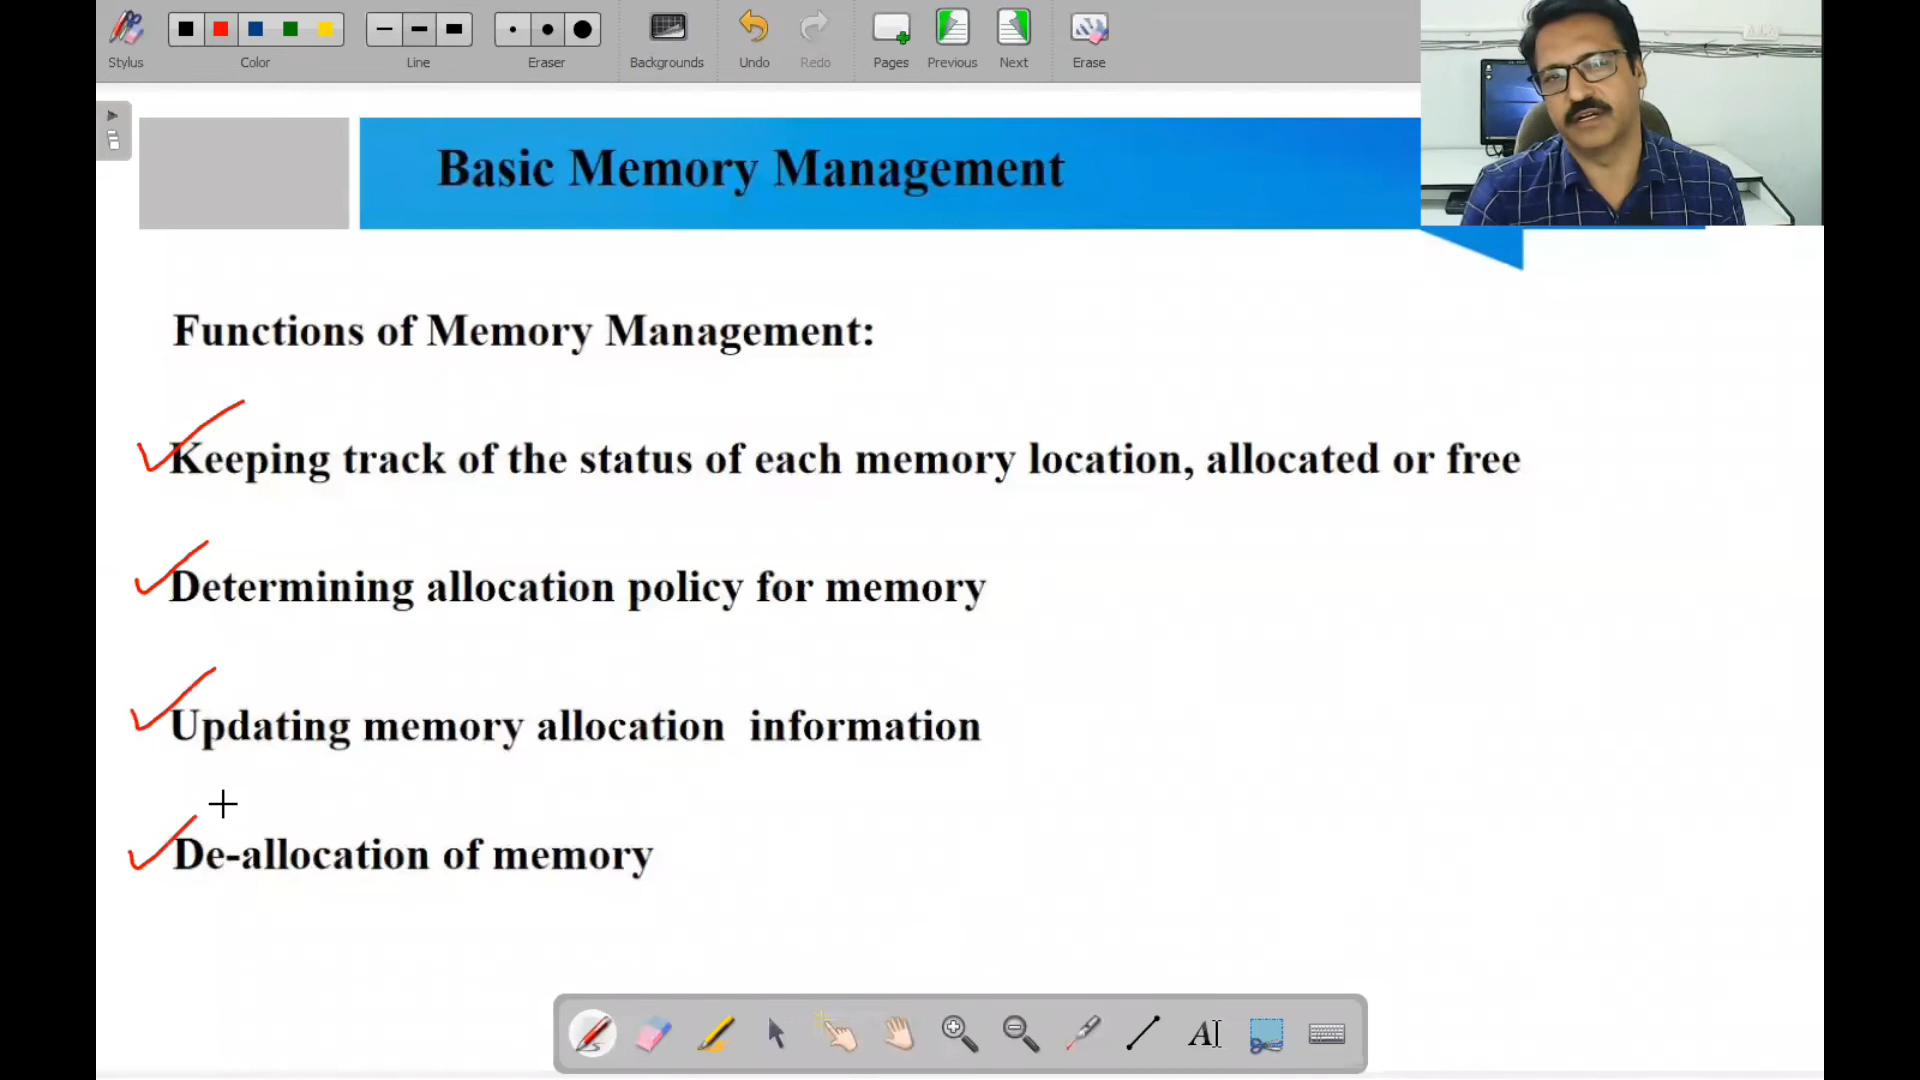 Stylus
Color
Line
Eraser
Backgrounds
Undo
Redo
Pages
Previous
Next
Erase
Basic Memory Management
Functions of Memory Management:
Keeping track of the status of each memory location, allocated or free
Determining allocation policy for memory
Updating memory allocation information
De-allocation of memory